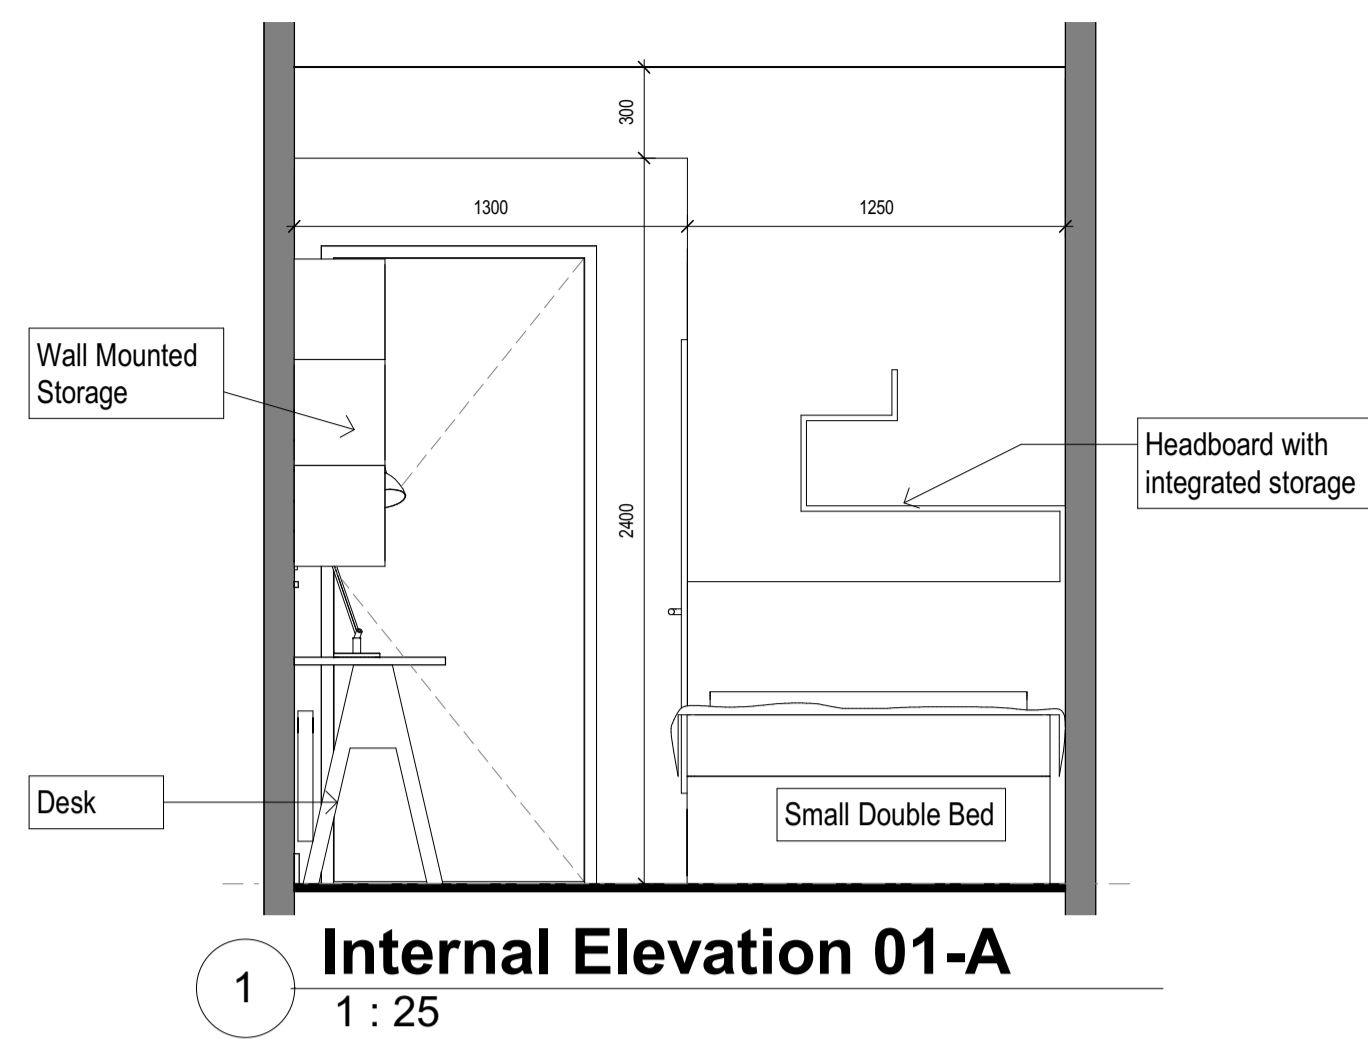 300
1300
1250
Wall Mounted
Storage
Headboard with
integrated storage
2400
Desk
Small Double Bed
1
Internal Elevation 01-A
1 : 25